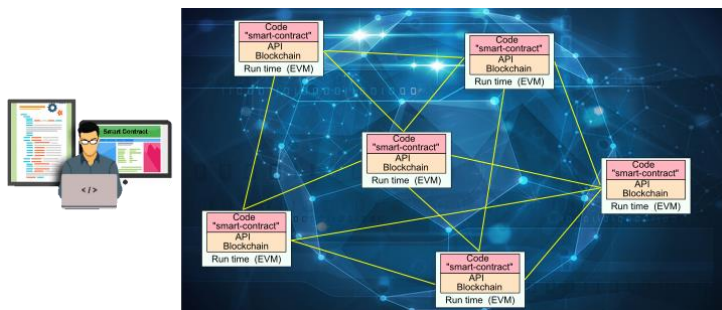 Code
"smart-contract"
API
Blockchain
Run time (EVM)
Code
"smart-contract"
API
Blockchain
Run time (EVM)
Smart Contract
</>
Code
"smart-contract"
API
Blockchain
Run time (EVM)
Code
"smart-contract"
API
Blockchain
Run time (EVM)
Code
"smart-contract"
API
Blockchain
Run time (EVM)
Code
"smart-contract"
API
Blockchain
Run time (EVM)